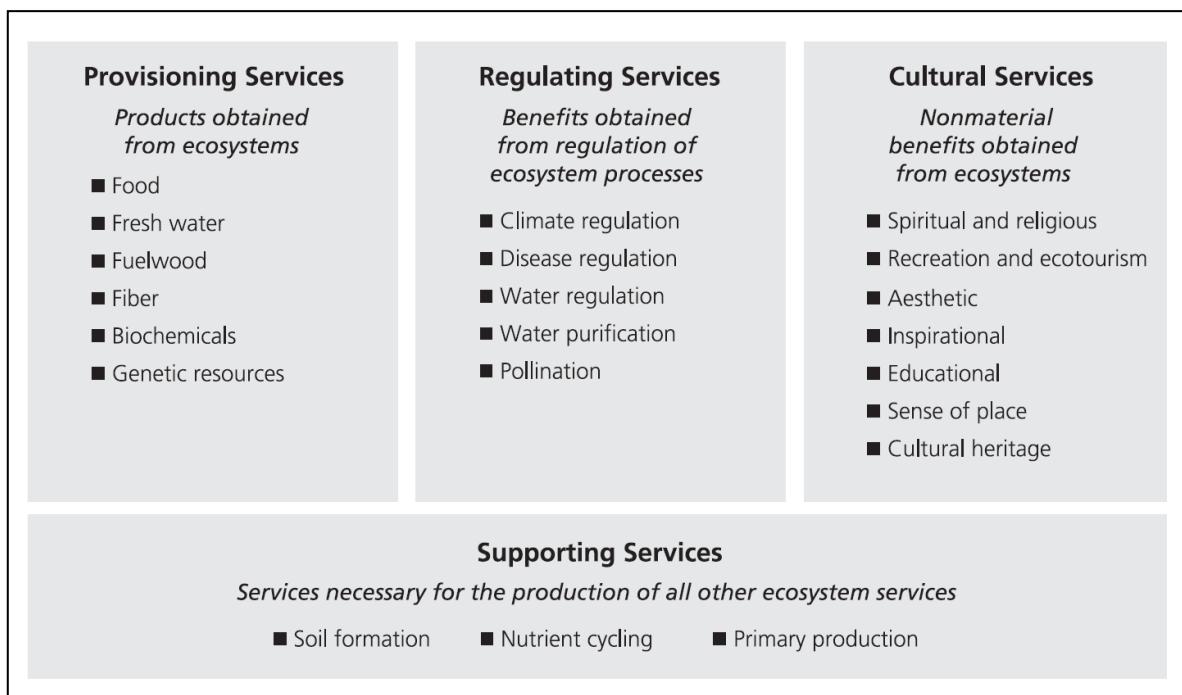 Provisioning Services
Products obtained
from ecosystems
■ Food
■ Fresh water
■ Fuelwood
■ Fiber
■ Biochemicals
■ Genetic resources
Regulating Services
Benefits obtained
from regulation of
ecosystem processes
■ Climate regulation
■ Disease regulation
■ Water regulation
■ Water purification
■ Pollination
Cultural Services
Nonmaterial
benefits obtained
from ecosystems
■ Spiritual and religious
■ Recreation and ecotourism
■ Aesthetic
■ Inspirational
■ Educational
■ Sense of place
■ Cultural heritage
Supporting Services
Services necessary for the production of all other ecosystem services
■ Soil formation ■ Nutrient cycling ■ Primary production